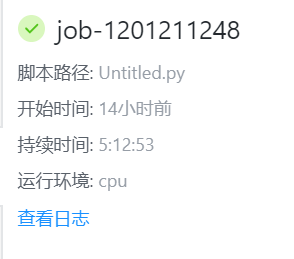 job-1201211248
脚本路径: Untitled.py
开始时间: 14小时前
持续时间: 5:12:53
运行环境: cpu
查看日志